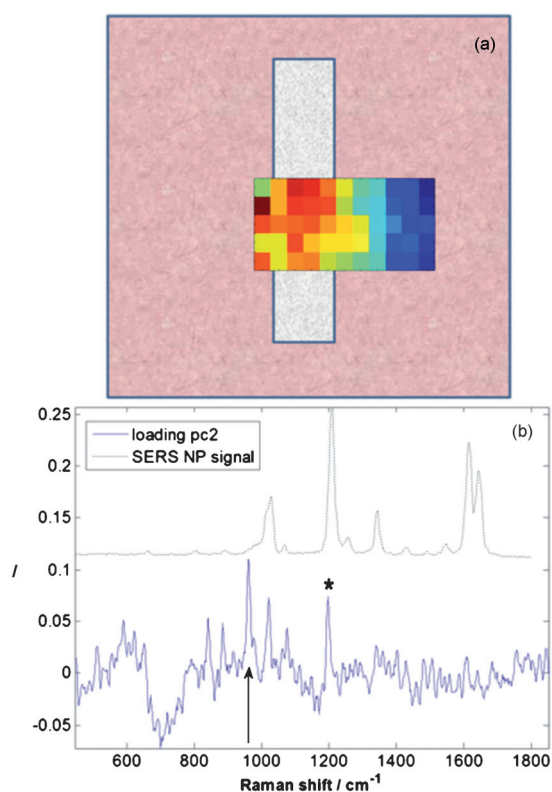 (a)
0.25
(b)
loading pc2
SERS NP signal
0.2
0.15
I
0.1
*
0.05
0
-0.05
600 800 1000 1200 1400 1600 1800
Raman shift / cm-1